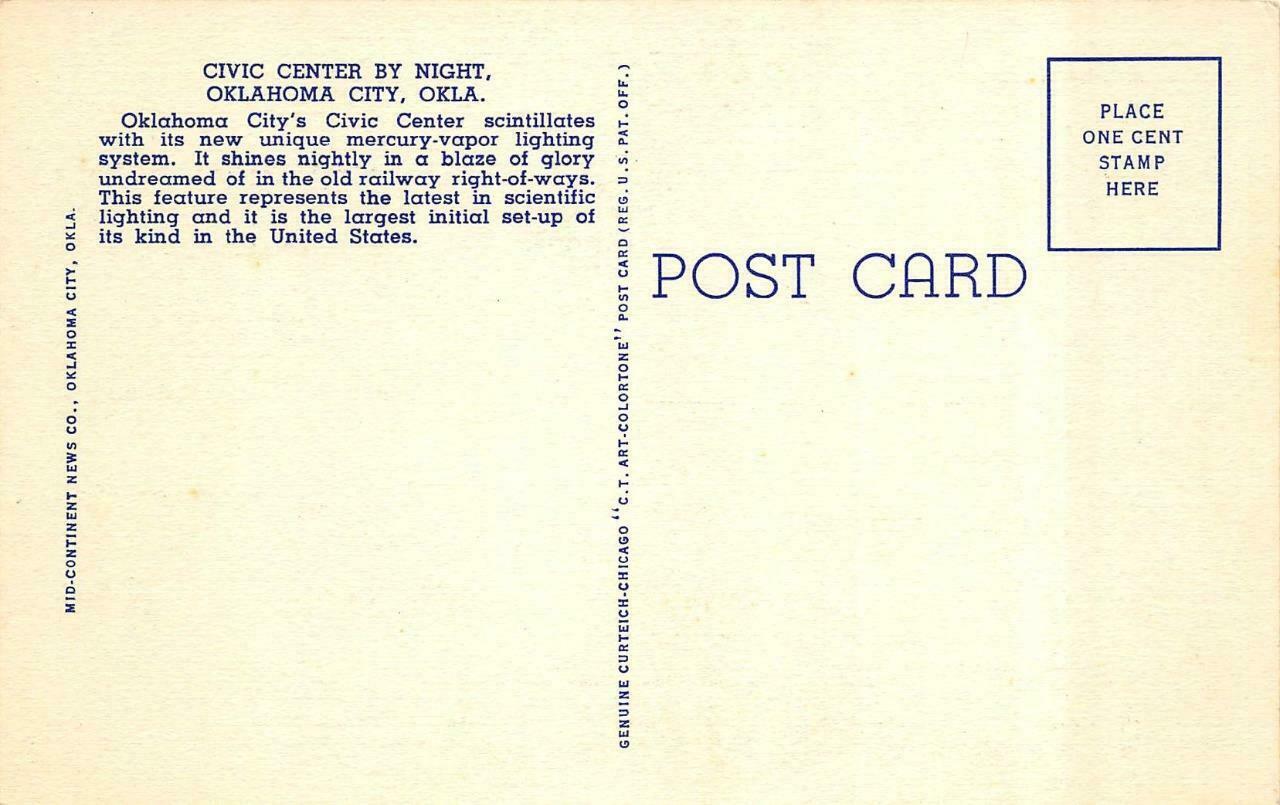 CIVIC CENTER BY NIGHT,
OKLAHOMA CITY, OKLA.
Oklahoma City's Civic Center scintillates
with its new unique mercury-vapor lighting
system. It shines nightly in a blaze of glory
undreamed of in the old railway right-of-ways.
This feature represents the latest in scientific
lighting and it is the largest initial set-up of
its kind in the United States.
MID-CONTINENT NEWS CO., OKLAHOMA CITY, OKLA.
GENUINE CURTEICH-CHICAGO "C.T. ART-COLORTONE" POST CARD (REG. U.S. PAT. OFF.)
POST CARD
PLACE
ONE CENT
STAMP
HERE